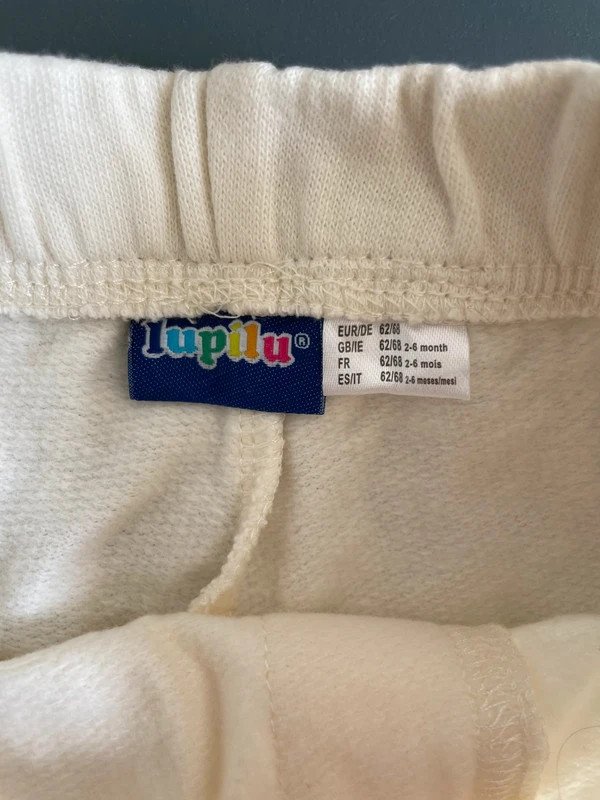 lupilu®
EUR/DE 62/68
GB/IE 62/68 2-6 month
FR 62/68 2-6 mois
ES/IT 62/68 2-6 meses/mesi